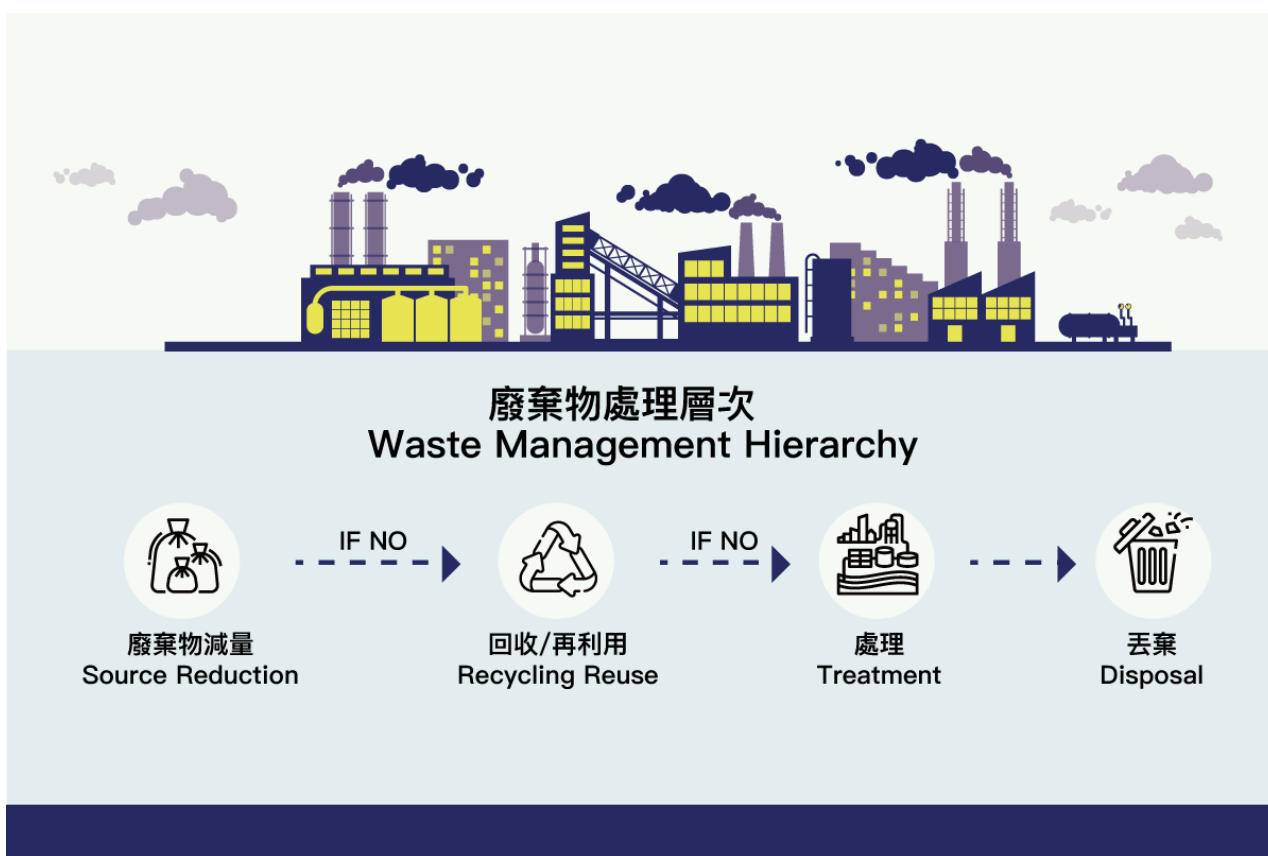 廢棄物處理層次
Waste Management Hierarchy
IF NO
IF NO
廢棄物減量
Source Reduction
回收/再利用
Recycling Reuse
處理
Treatment
丟棄
Disposal